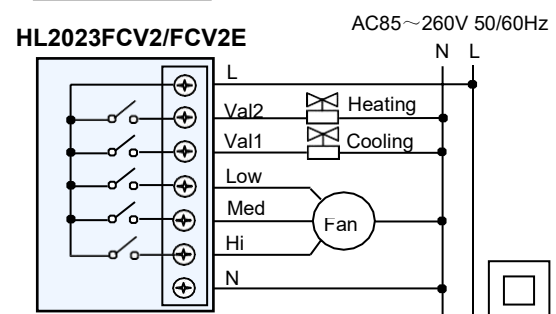 AC85～260V 50/60Hz
HL2023FCV2/FCV2E
N L
L
Val2 Heating
Val1 Cooling
Low
Med
Fan
Hi
N